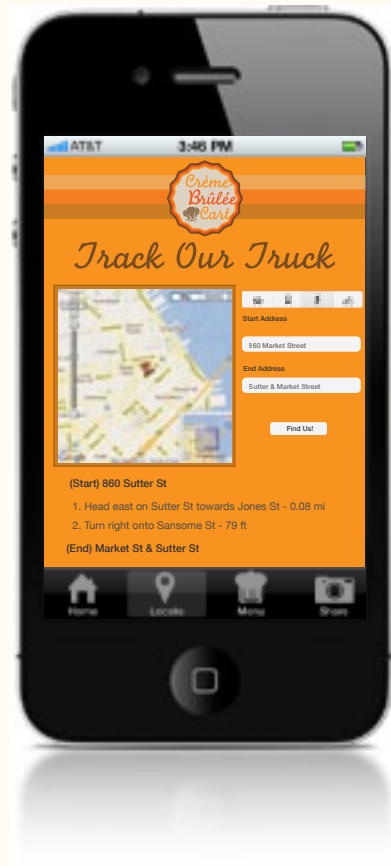 AT&T 3:46 PM
Crème
Brûlée
Cart
Track Our Truck
Start Address
860 Market Street
End Address
Sutter & Market Street
Find Us!
(Start) 860 Sutter St
1. Head east on Sutter St towards Jones St - 0.08 mi
2. Turn right onto Sansome St - 79 ft
(End) Market St & Sutter St
Home Locate Menu Share